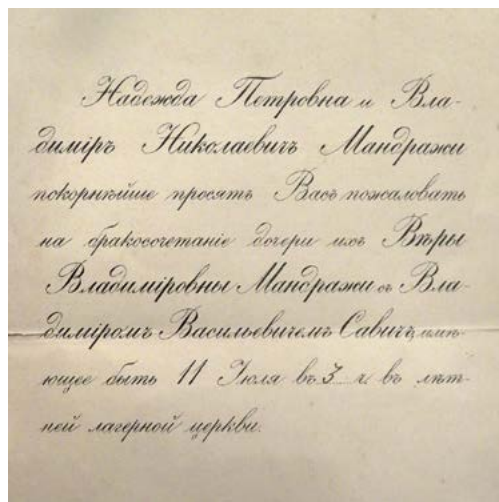 Надежда Петровна и Вла-
диміръ Николаевичъ Мандражи
покорнѣйше просятъ Васъ пожаловать
на бракосочетаніе дочери ихъ Вѣры
Владиміровны Мандражи съ Вла-
диміромъ Васильевичемъ Савичъ, имѣ-
ющее быть 11 Іюля въ 3 ч. въ лѣт-
ней лагерной церкви.